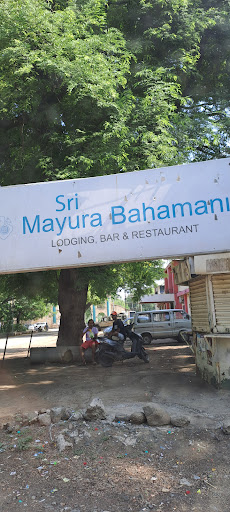 Sri
Mayura Bahamani
LODGING, BAR & RESTAURANT